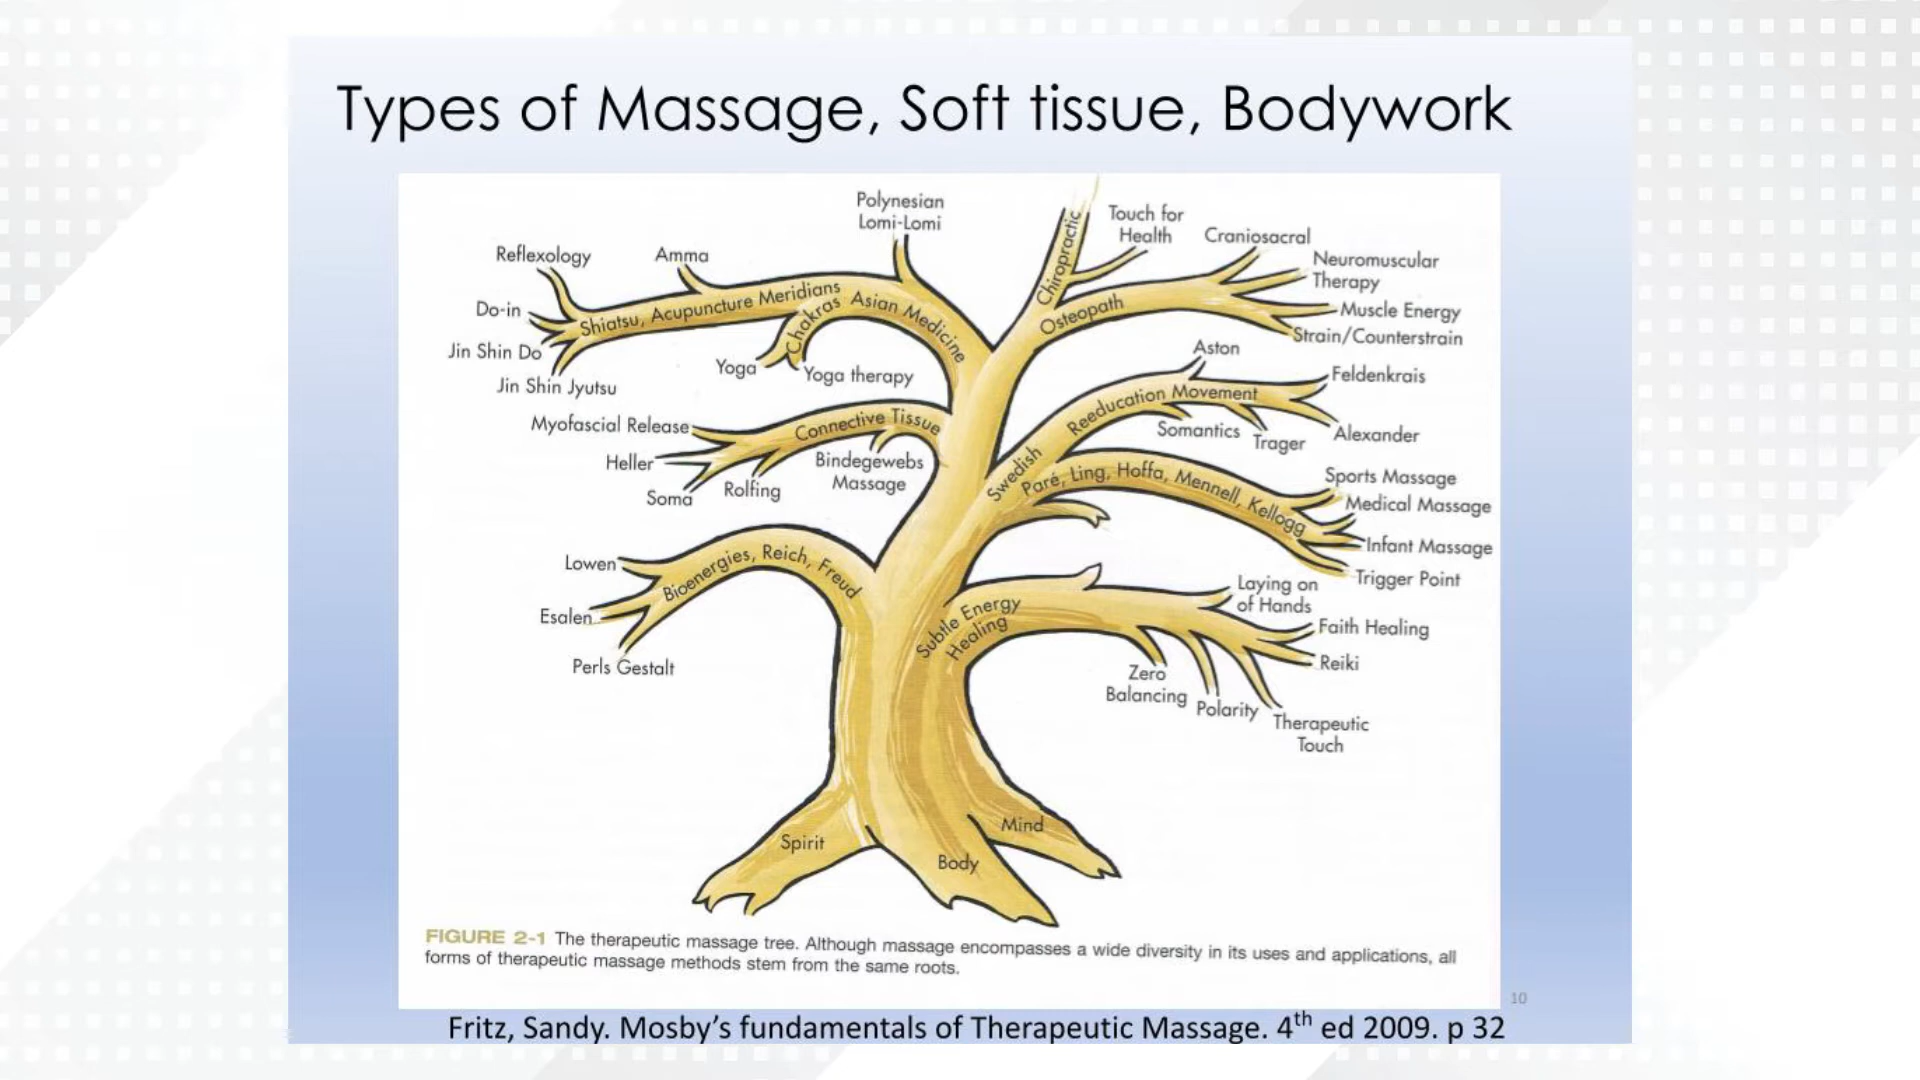 Types of Massage, Soft tissue, Bodywork
Polynesian
Lomi-Lomi
Reflexology
Amma
Do-in
Shiatsu, Acupuncture Meridians
Chakras
Asian Medicine
Jin Shin Do
Jin Shin Jyutsu
Yoga
Yoga therapy
Chiropractic
Touch for
Health
Craniosacral
Neuromuscular
Therapy
Osteopath
Muscle Energy
Strain/Counterstrain
Myofascial Release
Connective Tissue
Heller
Soma
Rolfing
Bindegewebs
Massage
Aston
Feldenkrais
Reeducation Movement
Somantics
Trager
Alexander
Swedish
Paré, Ling, Hoffa, Mennell, Kellogg
Sports Massage
Medical Massage
Infant Massage
Trigger Point
Lowen
Bioenergies, Reich, Freud
Esalen
Perls Gestalt
Subtle Energy
Healing
Laying on
of Hands
Faith Healing
Reiki
Zero
Balancing
Polarity
Therapeutic
Touch
Spirit
Body
Mind
FIGURE 2-1 The therapeutic massage tree. Although massage encompasses a wide diversity in its uses and applications, all
forms of therapeutic massage methods stem from the same roots.
10
Fritz, Sandy. Mosby’s fundamentals of Therapeutic Massage. 4th ed 2009. p 32